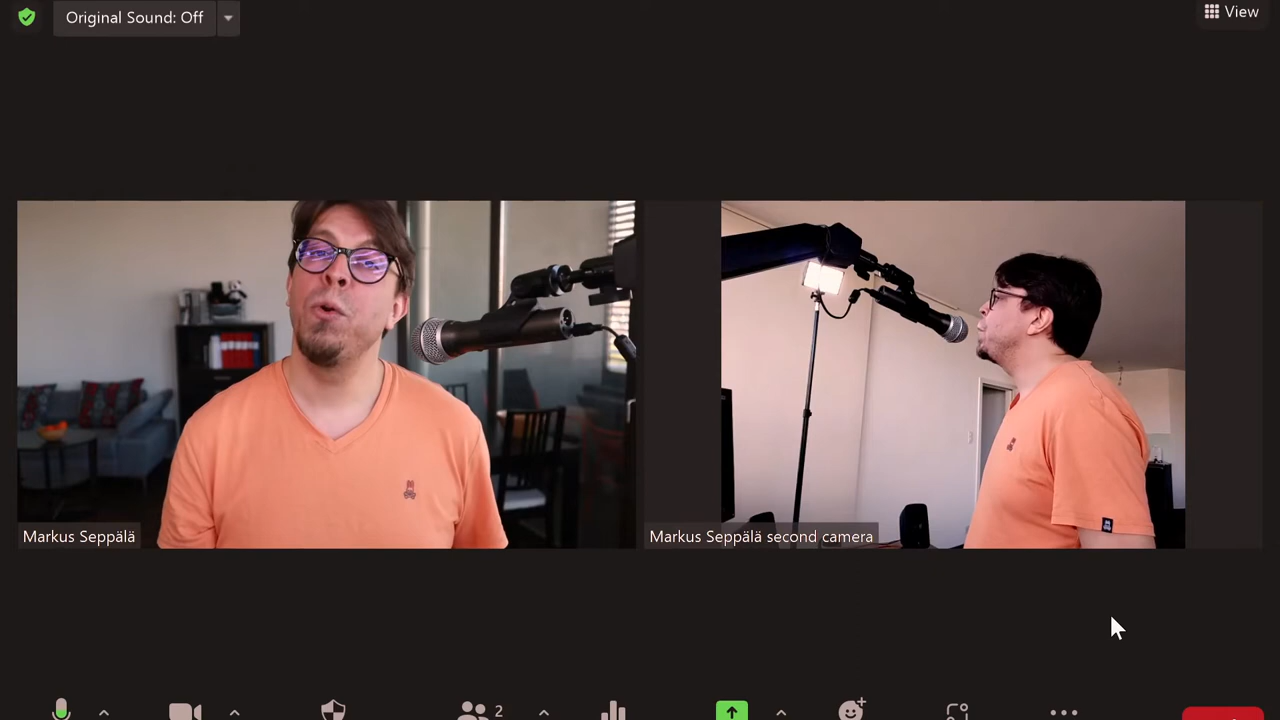 Original Sound: Off
View
Markus Seppälä
Markus Seppälä second camera
2